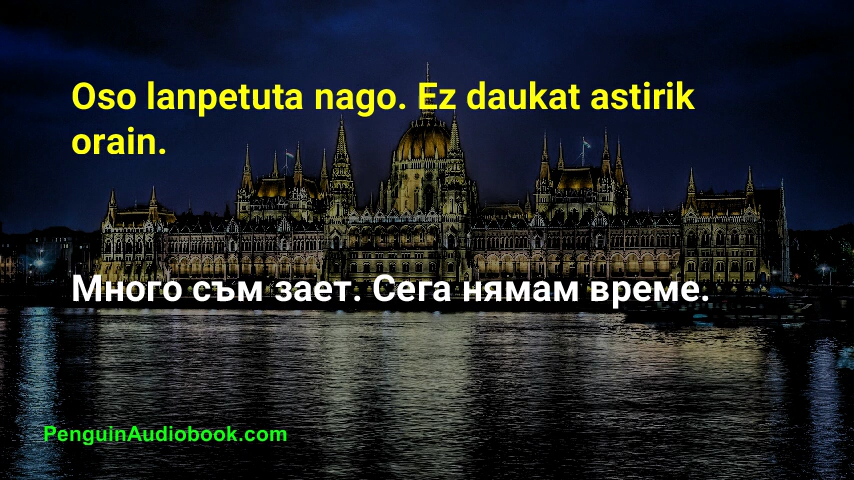 Oso lanpetuta nago. Ez daukat astirik
orain.
Много съм зает. Сега нямам време.
PenguinAudiobook.com